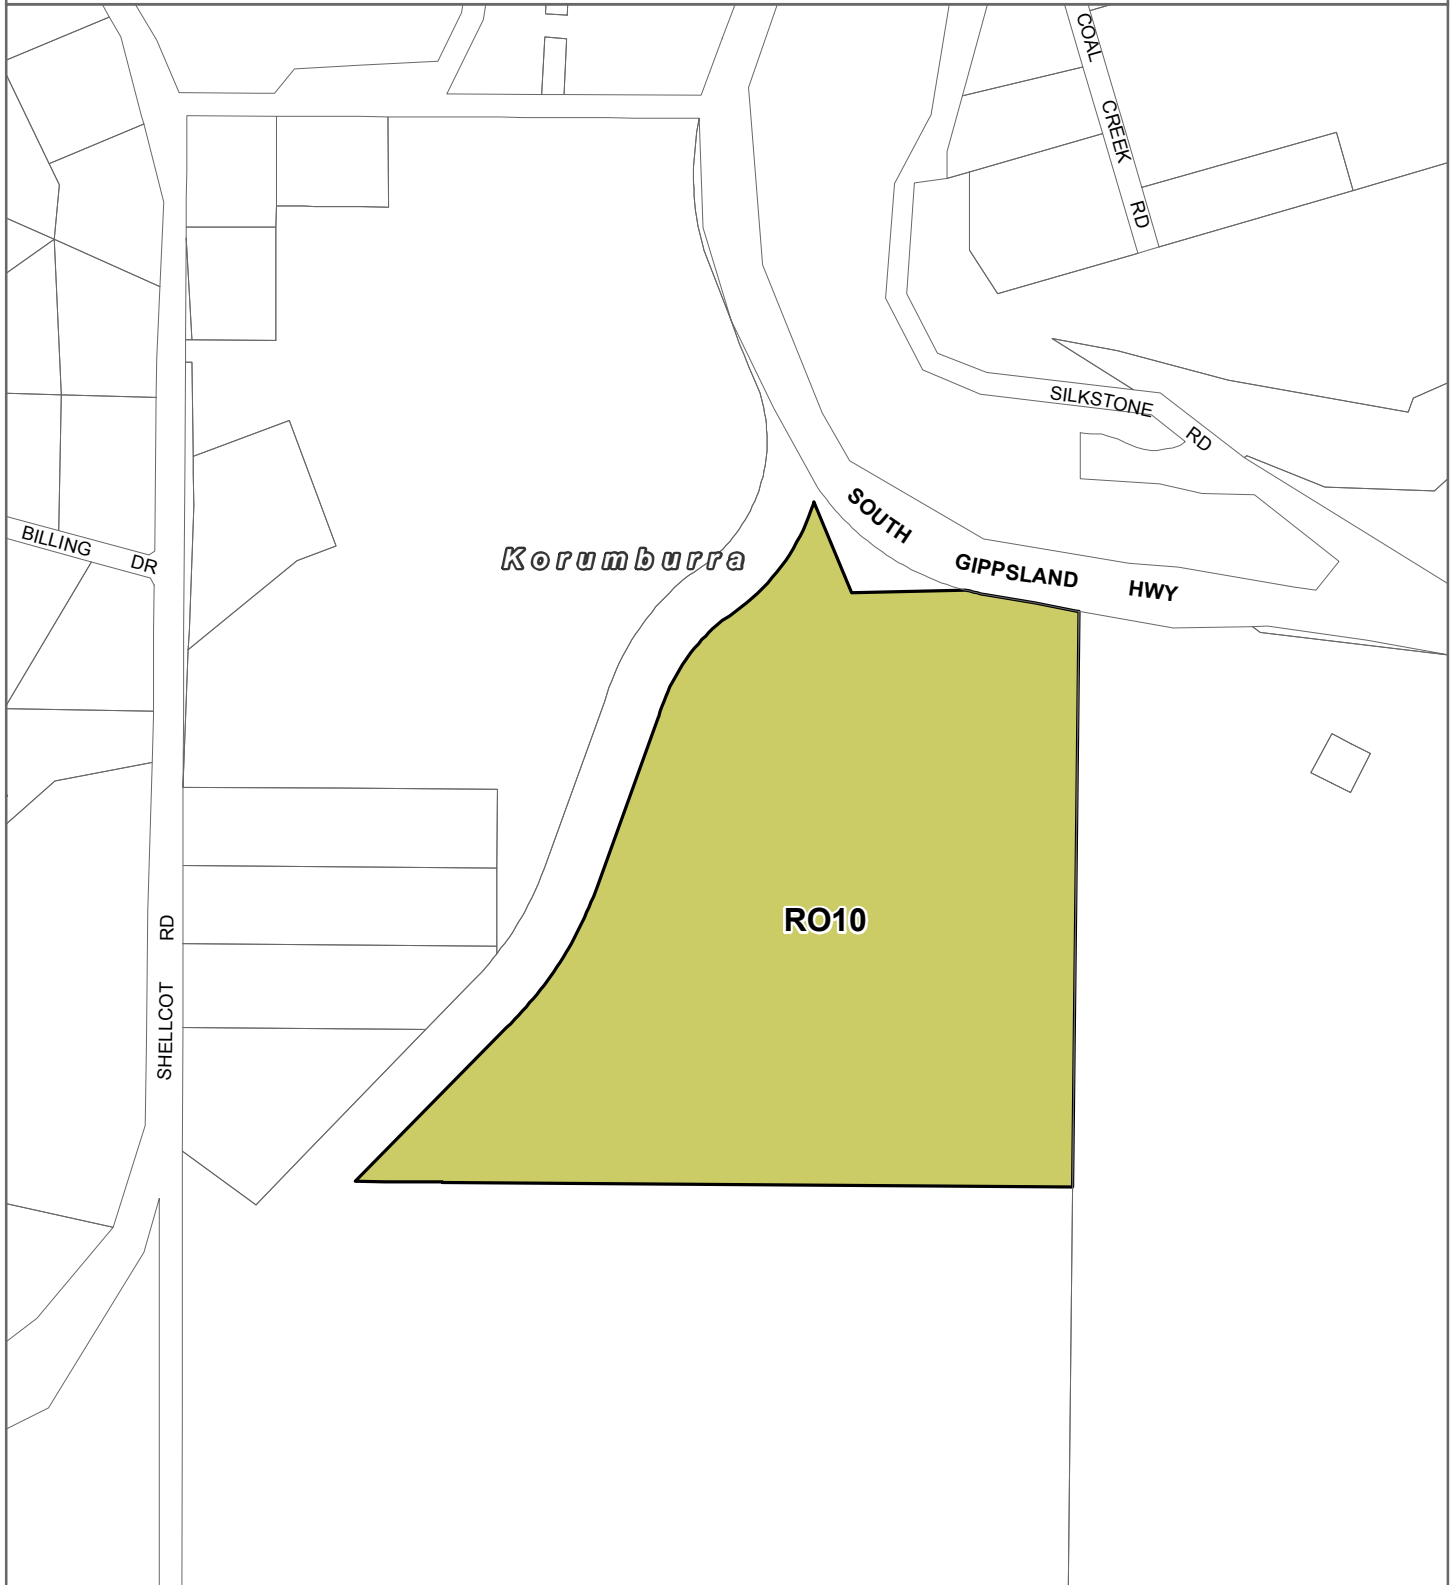 COAL CREEK RD
SILKSTONE RD
SOUTH GIPPSLAND HWY
BILLING DR
Korumburra
RO10
SHELLCOT RD